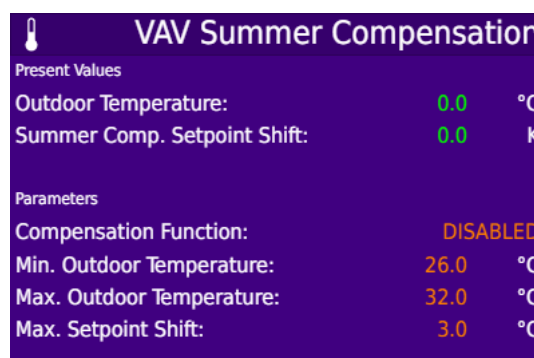 VAV Summer Compensation
Present Values
Outdoor Temperature: 0.0 °C
Summer Comp. Setpoint Shift: 0.0 K
Parameters
Compensation Function: DISABLED
Min. Outdoor Temperature: 26.0 °C
Max. Outdoor Temperature: 32.0 °C
Max. Setpoint Shift: 3.0 °C